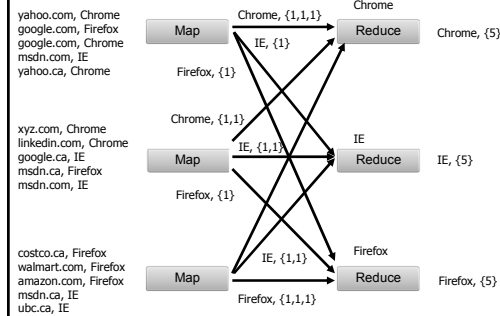 yahoo.com, Chrome
google.com, Firefox
google.com, Chrome
msdn.com, IE
yahoo.ca, Chrome
Map
Chrome, {1,1,1}
IE, {1}
Firefox, {1}
Chrome
Reduce
Chrome, {5}
xyz.com, Chrome
linkedin.com, Chrome
google.ca, IE
msdn.ca, Firefox
msdn.com, IE
Map
Chrome, {1,1}
IE, {1,1}
Firefox, {1}
IE
Reduce
IE, {5}
costco.ca, Firefox
walmart.com, Firefox
amazon.com, Firefox
msdn.ca, IE
ubc.ca, IE
Map
IE, {1,1}
Firefox, {1,1,1}
Firefox
Reduce
Firefox, {5}